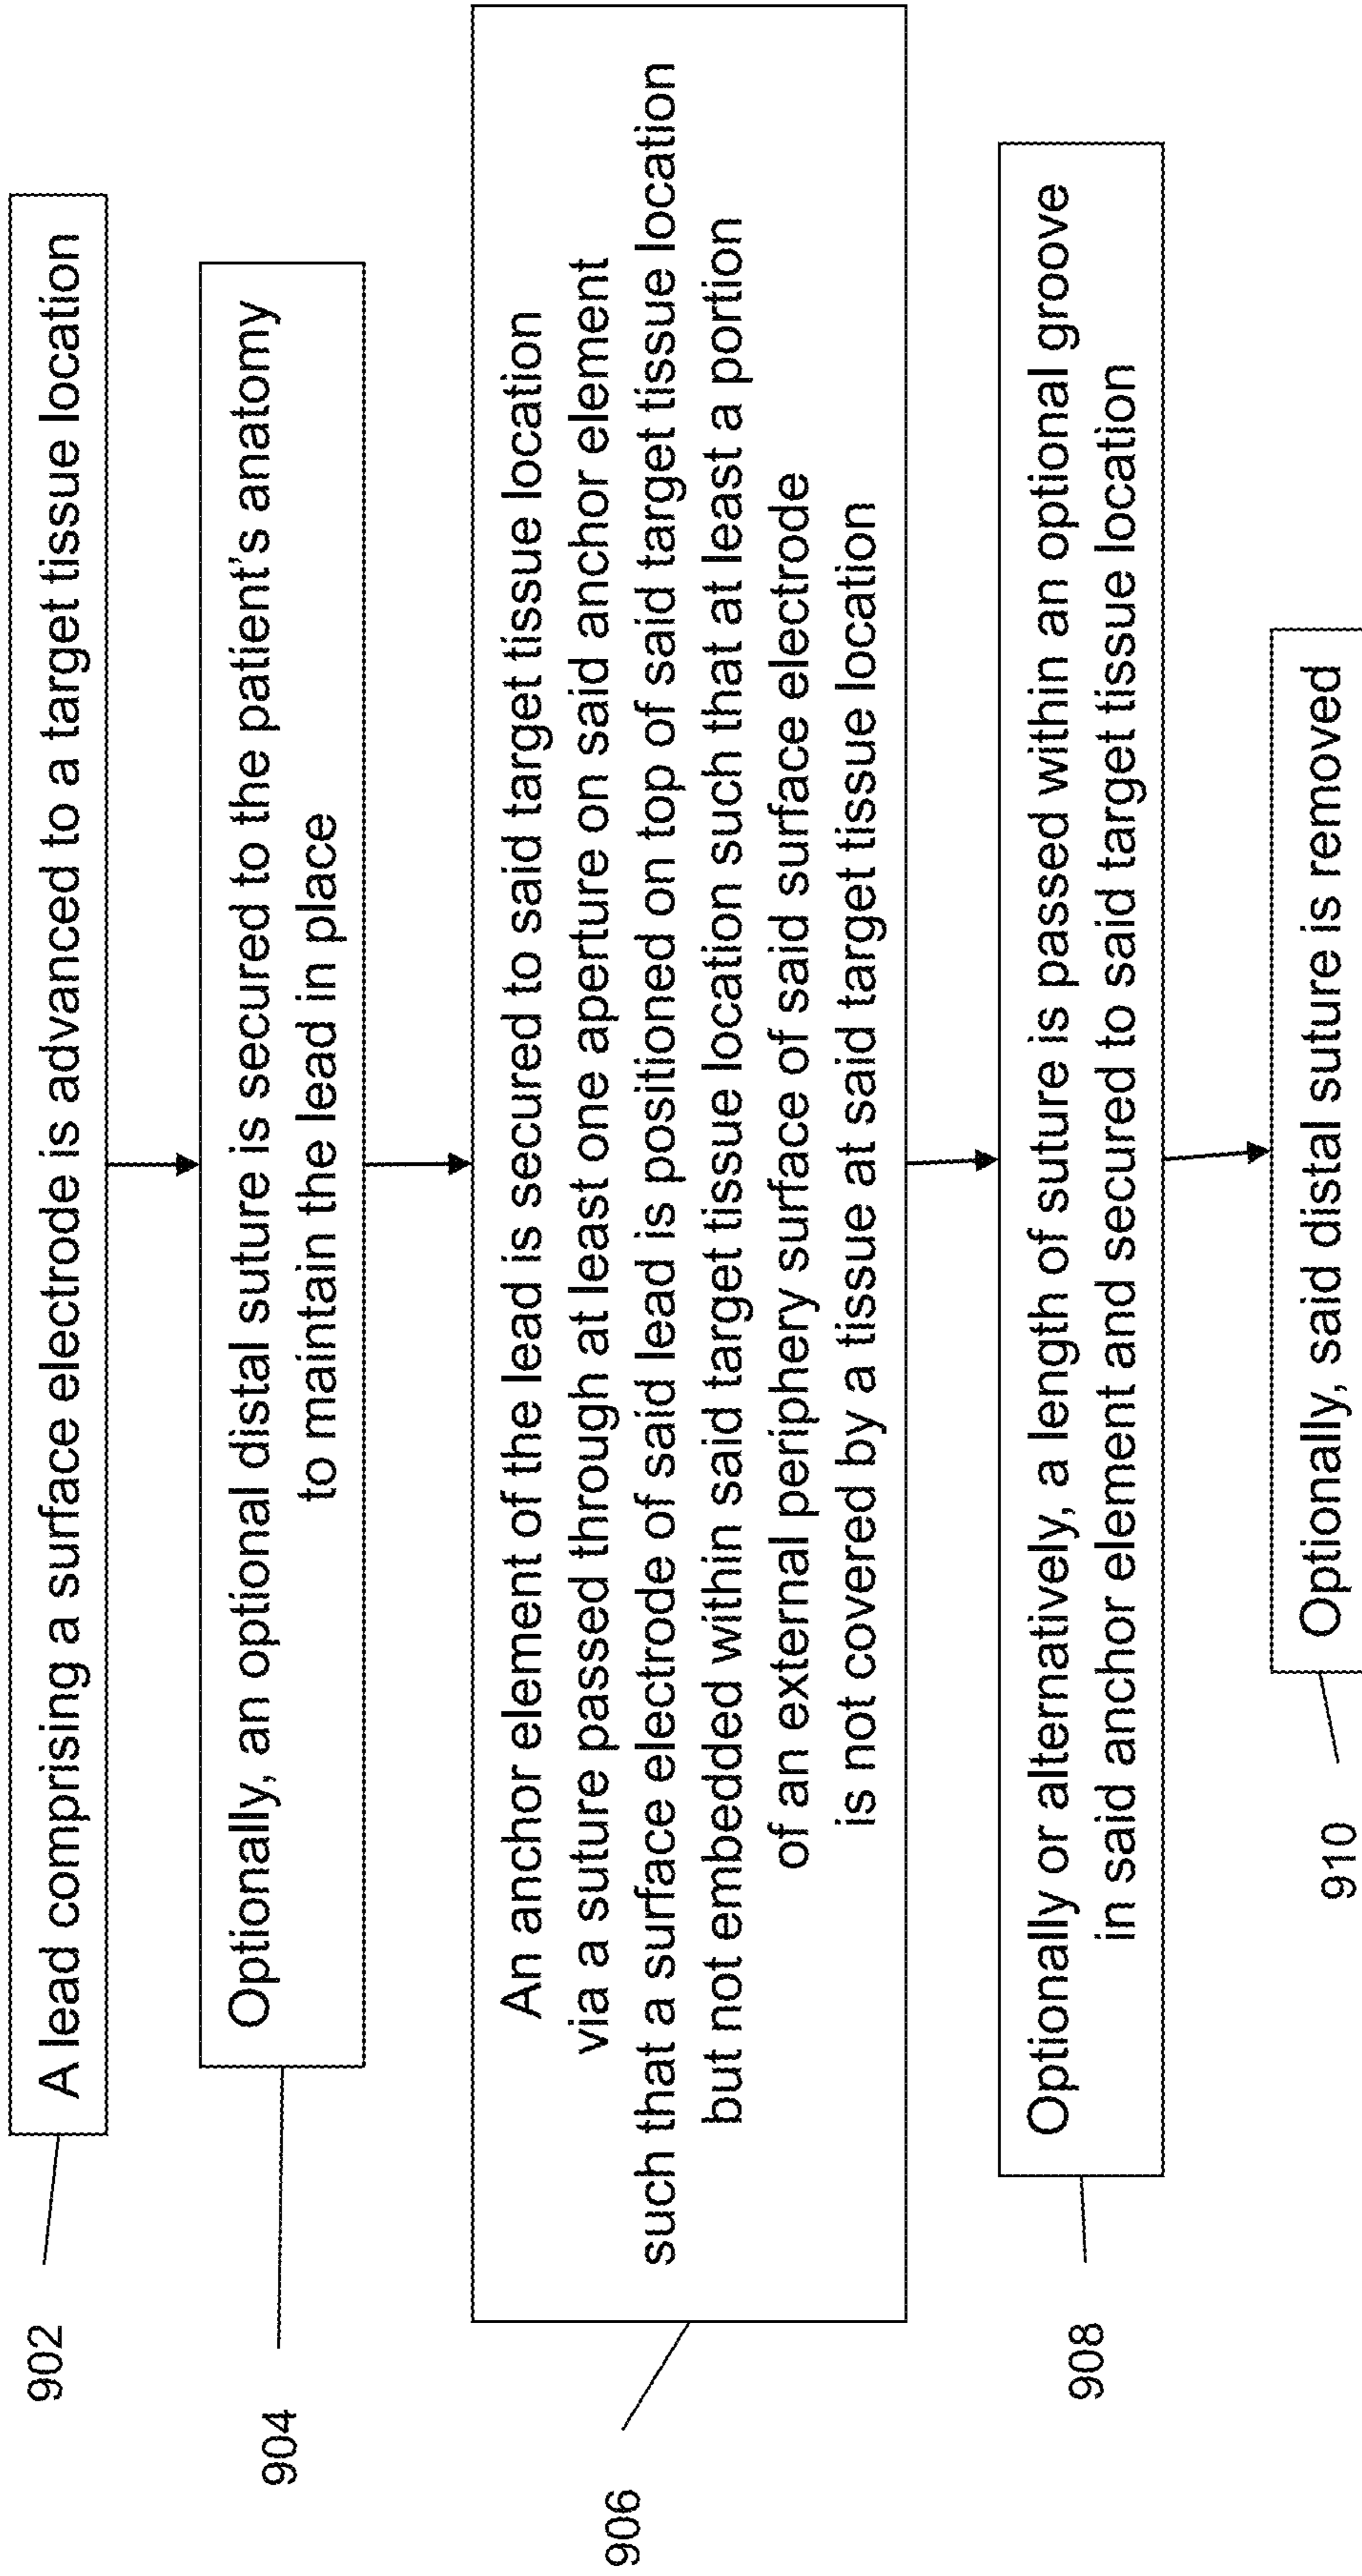 902
A lead comprising a surface electrode is advanced to a target tissue location
904
Optionally, an optional distal suture is secured to the patient's anatomy
to maintain the lead in place
906
An anchor element of the lead is secured to said target tissue location
via a suture passed through at least one aperture on said anchor element
such that a surface electrode of said lead is positioned on top of said target tissue location
but not embedded within said target tissue location such that at least a portion
of an external periphery surface of said surface electrode
is not covered by a tissue at said target tissue location
908
Optionally or alternatively, a length of suture is passed within an optional groove
in said anchor element and secured to said target tissue location
910
Optionally, said distal suture is removed